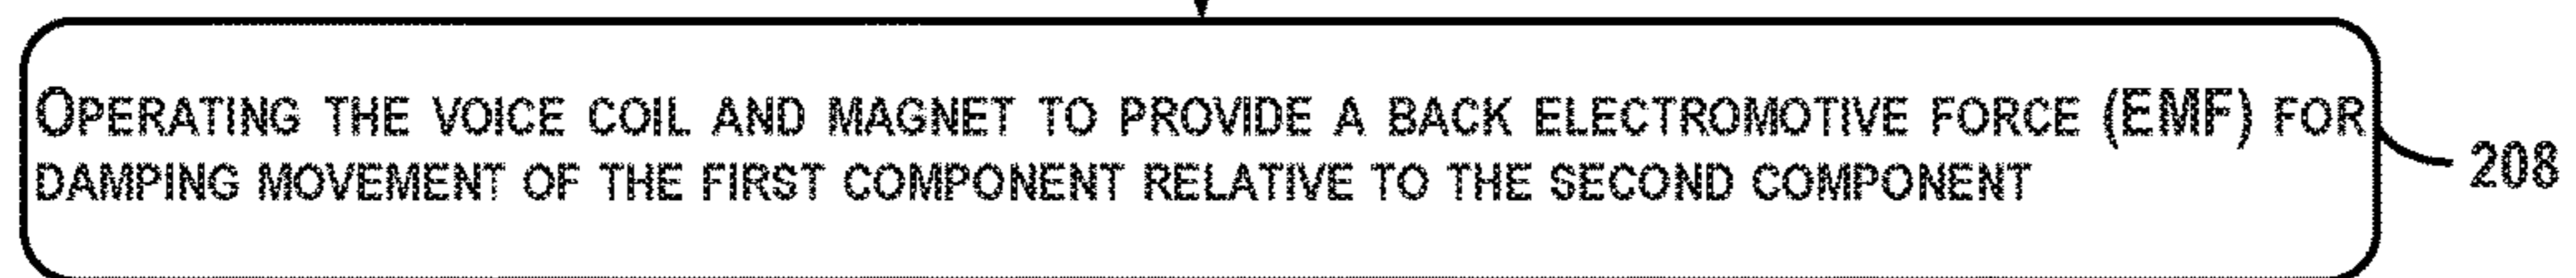 OPERATING THE VOICE COIL AND MAGNET TO PROVIDE A BACK ELECTROMOTIVE FORCE (EMF) FOR
DAMPING MOVEMENT OF THE FIRST COMPONENT RELATIVE TO THE SECOND COMPONENT
208